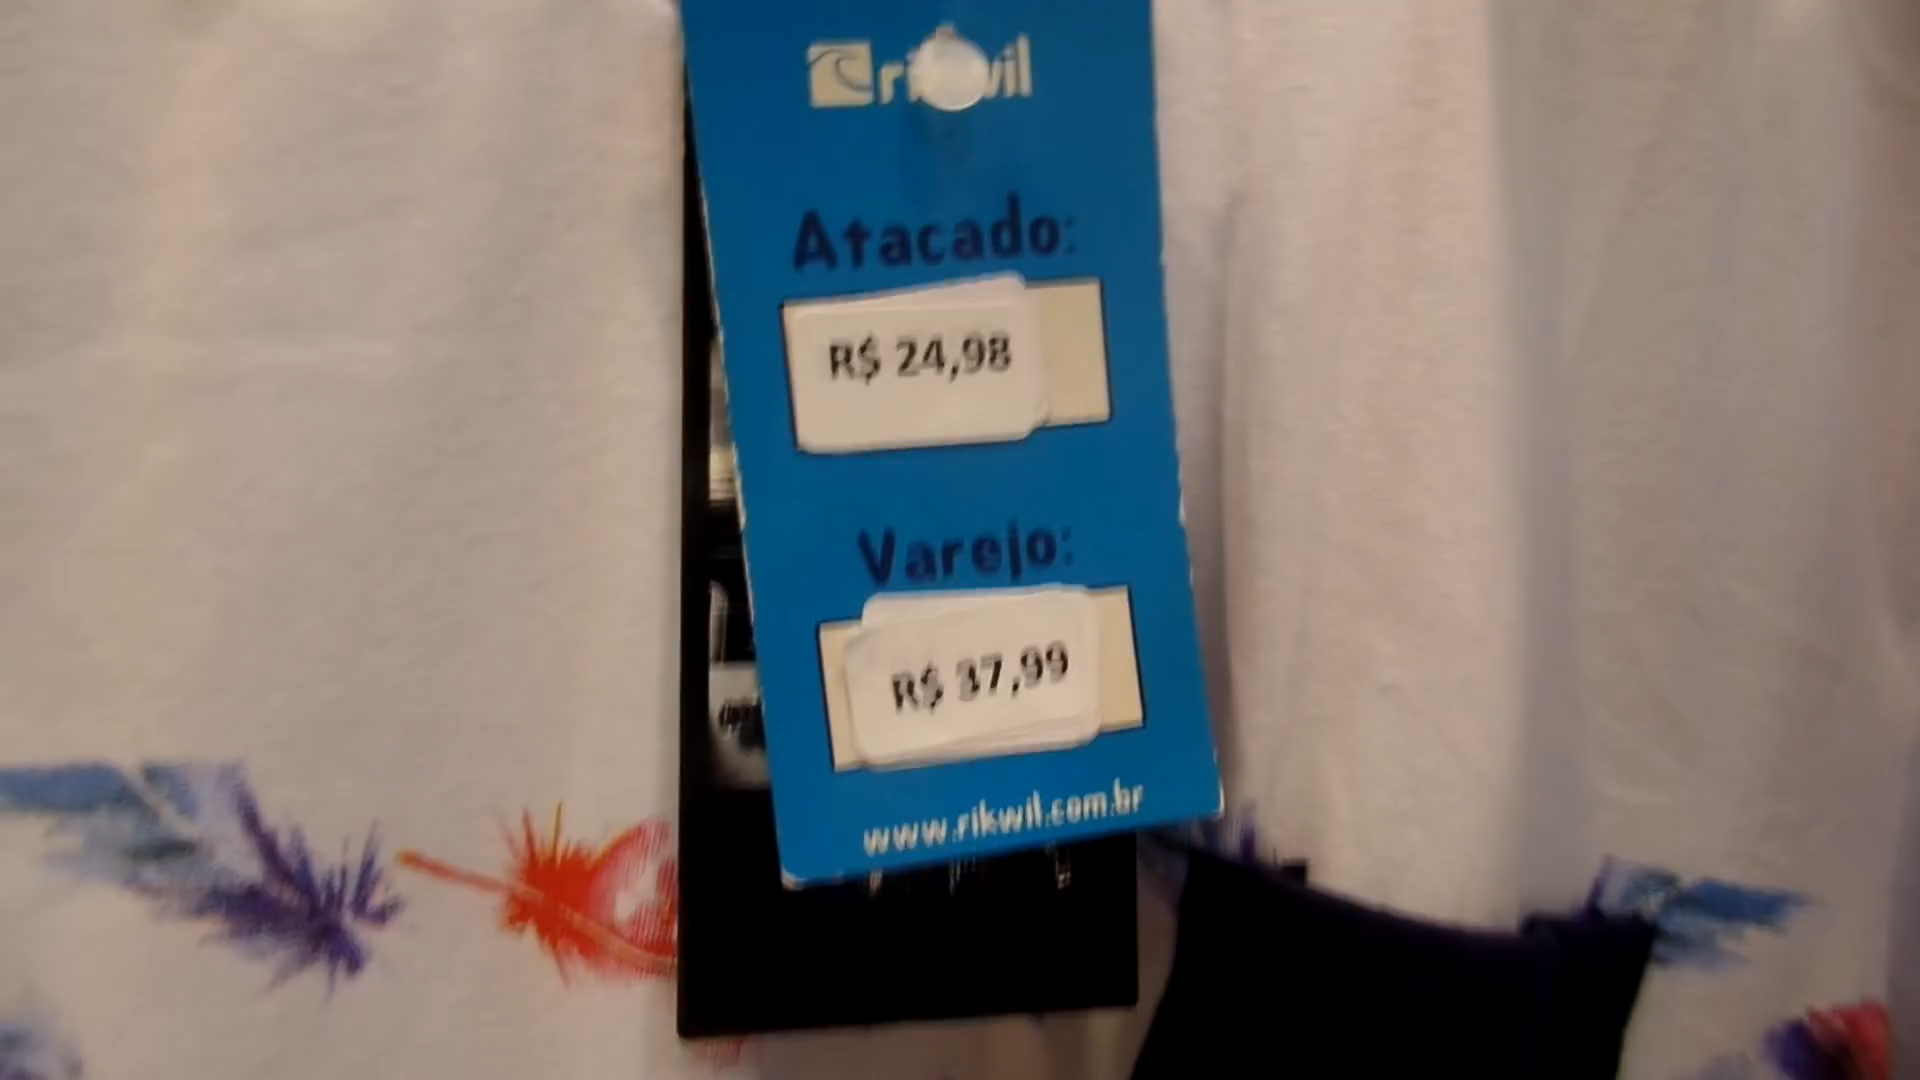 rikwil
Atacado:
R$ 24,98
Varejo:
R$ 37,99
www.rikwil.com.br